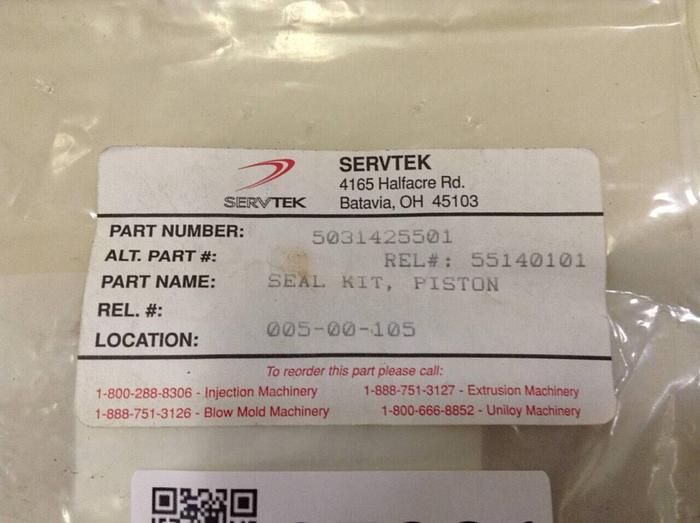 SERVTEK
SERVTEK
4165 Halfacre Rd.
Batavia, OH 45103
PART NUMBER: 5031425501
ALT. PART #: REL#: 55140101
PART NAME: SEAL KIT, PISTON
REL. #:
LOCATION: 005-00-105
To reorder this part please call:
1-800-288-8306 - Injection Machinery 1-888-751-3127 - Extrusion Machinery
1-888-751-3126 - Blow Mold Machinery 1-800-666-8852 - Uniloy Machinery